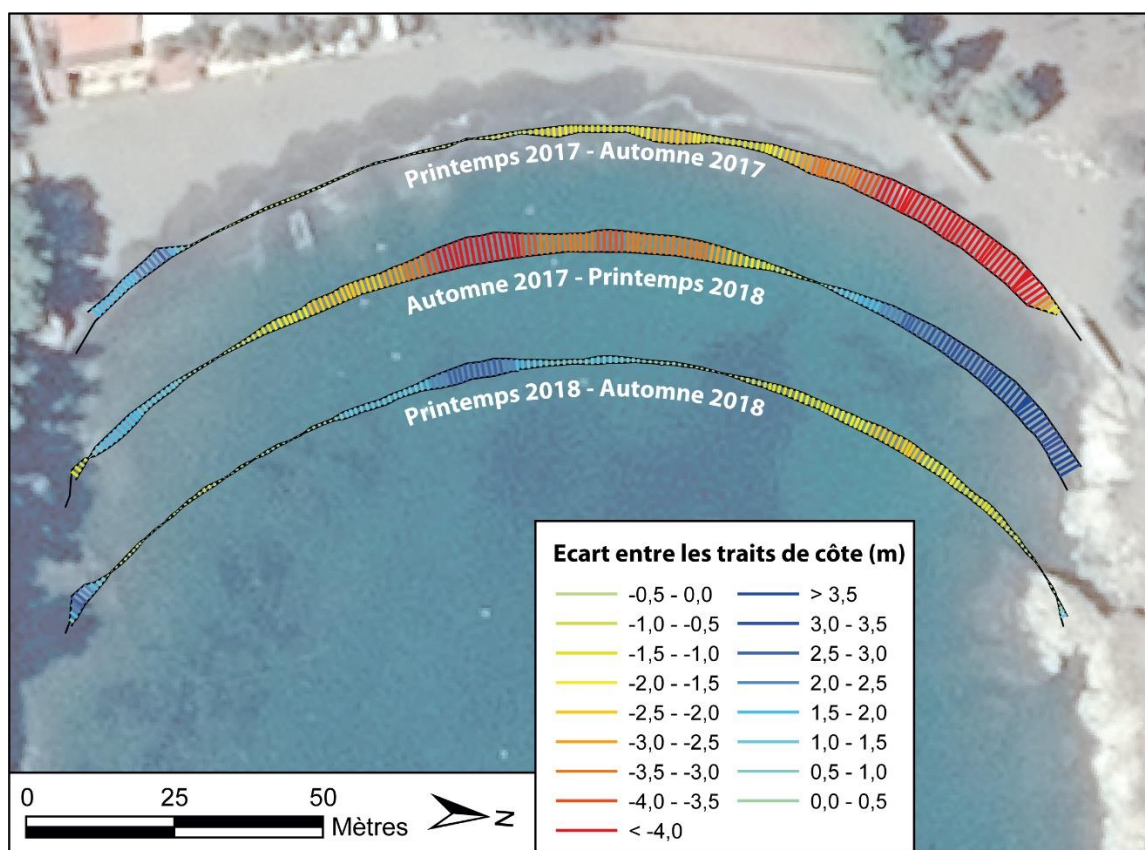 Printemps 2017 - Automne 2017
Automne 2017 - Printemps 2018
Printemps 2018 - Automne 2018
Ecart entre les traits de côte (m)
-0,5 - 0,0
-1,0 - -0,5
-1,5 - -1,0
-2,0 - -1,5
-2,5 - -2,0
-3,0 - -2,5
-3,5 - -3,0
-4,0 - -3,5
< -4,0
> 3,5
3,0 - 3,5
2,5 - 3,0
2,0 - 2,5
1,5 - 2,0
1,0 - 1,5
0,5 - 1,0
0,0 - 0,5
0 25 50
Mètres
N